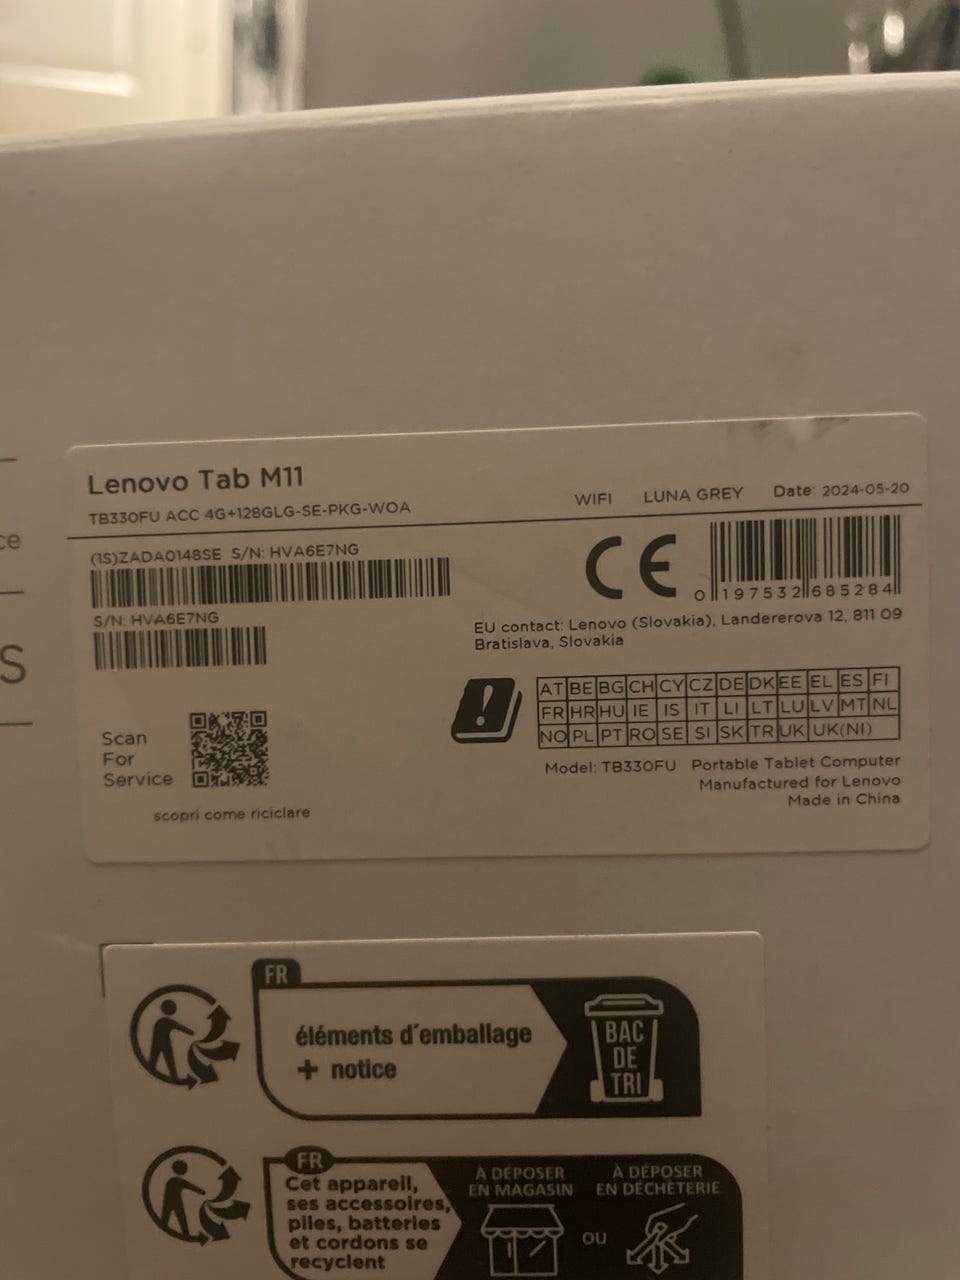 Lenovo Tab M11
TB330FU ACC 4G+128GLG-SE-PKG-WOA
WIFI LUNA GREY Date: 2024-05-20
(1S)ZADA0148SE S/N: HVA6E7NG
S/N: HVA6E7NG
CE
0 197532 685284
EU contact: Lenovo (Slovakia), Landererova 12, 811 09
Bratislava, Slovakia
AT BE BG CH CY CZ DE DK EE EL ES FI
FR HR HU IE IS IT LI LT LU LV MT NL
NO PL PT RO SE SI SK TR UK UK(NI)
Model: TB330FU Portable Tablet Computer
Manufactured for Lenovo
Made in China
Scan
For
Service
scopri come riciclare
ce
S
FR
éléments d'emballage
+ notice
BAC
DE
TRI
FR
Cet appareil,
ses accessoires,
piles, batteries
et cordons se
recyclent
À DÉPOSER
EN MAGASIN
OU
À DÉPOSER
EN DÉCHÈTERIE